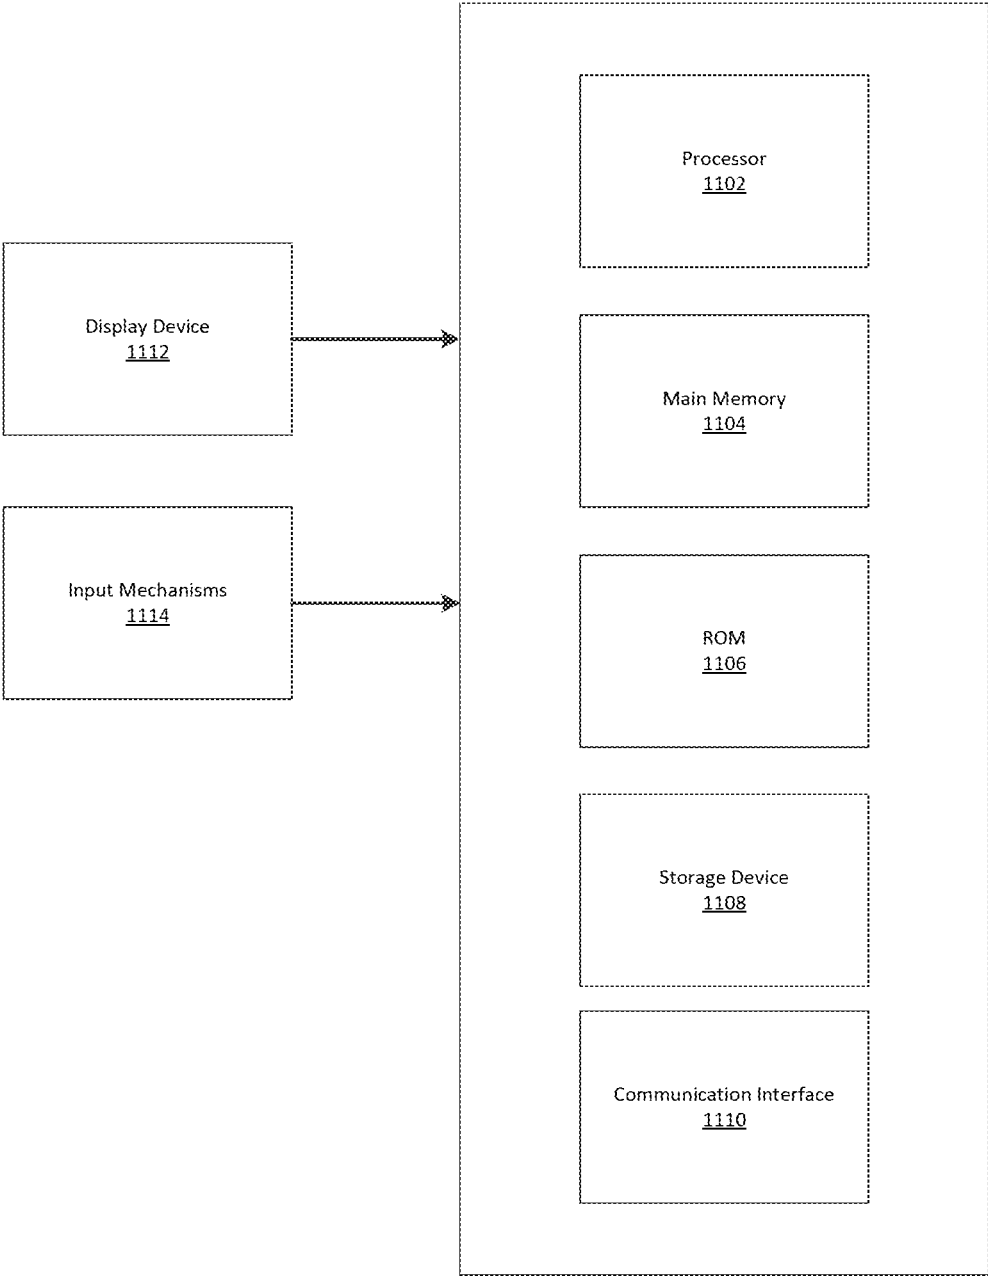 Processor
1102
Display Device
1112
Main Memory
1104
Input Mechanisms
1114
ROM
1106
Storage Device
1108
Communication Interface
1110